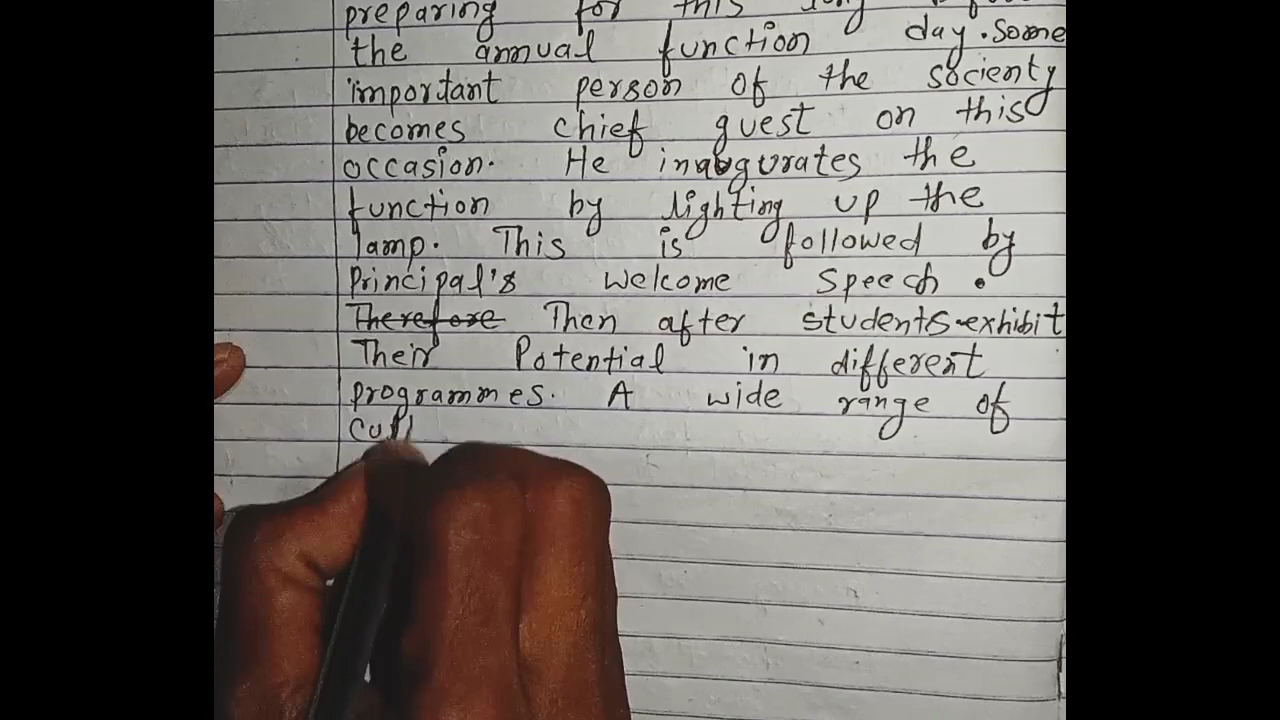 preparing for this long
the annual function day. Some
important person of the socienty
becomes chief guest on this
occasion. He inaugurates the
function by lighting up the
lamp. This is followed by
Principal's welcome Speech.
Therefore Then after students exhibit
Their Potential in different
programmes. A wide range of